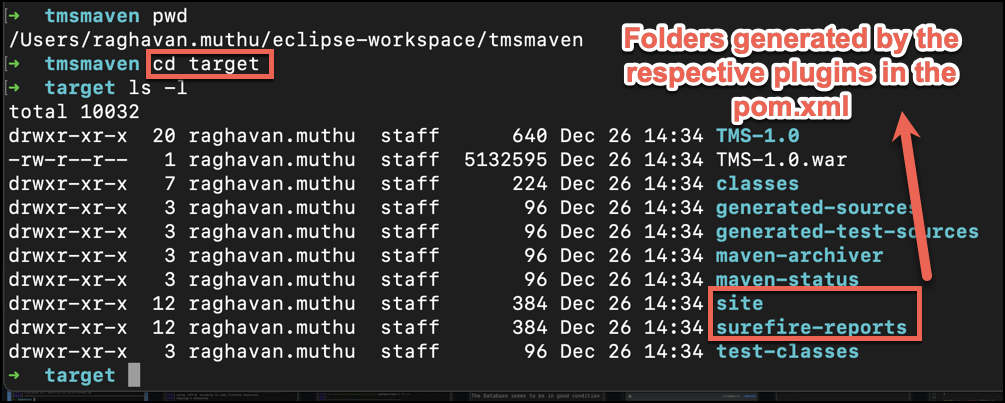 ➜ tmsmaven pwd
/Users/raghavan.muthu/eclipse-workspace/tmsmaven
➜ tmsmaven cd target
➜ target ls -l
total 10032
drwxr-xr-x 20 raghavan.muthu staff 640 Dec 26 14:34 TMS-1.0
-rw-r--r-- 1 raghavan.muthu staff 5132595 Dec 26 14:34 TMS-1.0.war
drwxr-xr-x 7 raghavan.muthu staff 224 Dec 26 14:34 classes
drwxr-xr-x 3 raghavan.muthu staff 96 Dec 26 14:34 generated-sources
drwxr-xr-x 3 raghavan.muthu staff 96 Dec 26 14:34 generated-test-sources
drwxr-xr-x 3 raghavan.muthu staff 96 Dec 26 14:34 maven-archiver
drwxr-xr-x 3 raghavan.muthu staff 96 Dec 26 14:34 maven-status
drwxr-xr-x 12 raghavan.muthu staff 384 Dec 26 14:34 site
drwxr-xr-x 12 raghavan.muthu staff 384 Dec 26 14:34 surefire-reports
drwxr-xr-x 3 raghavan.muthu staff 96 Dec 26 14:34 test-classes
➜ target
Folders generated by the
respective plugins in the
pom.xml
The Database seems to be in good condition